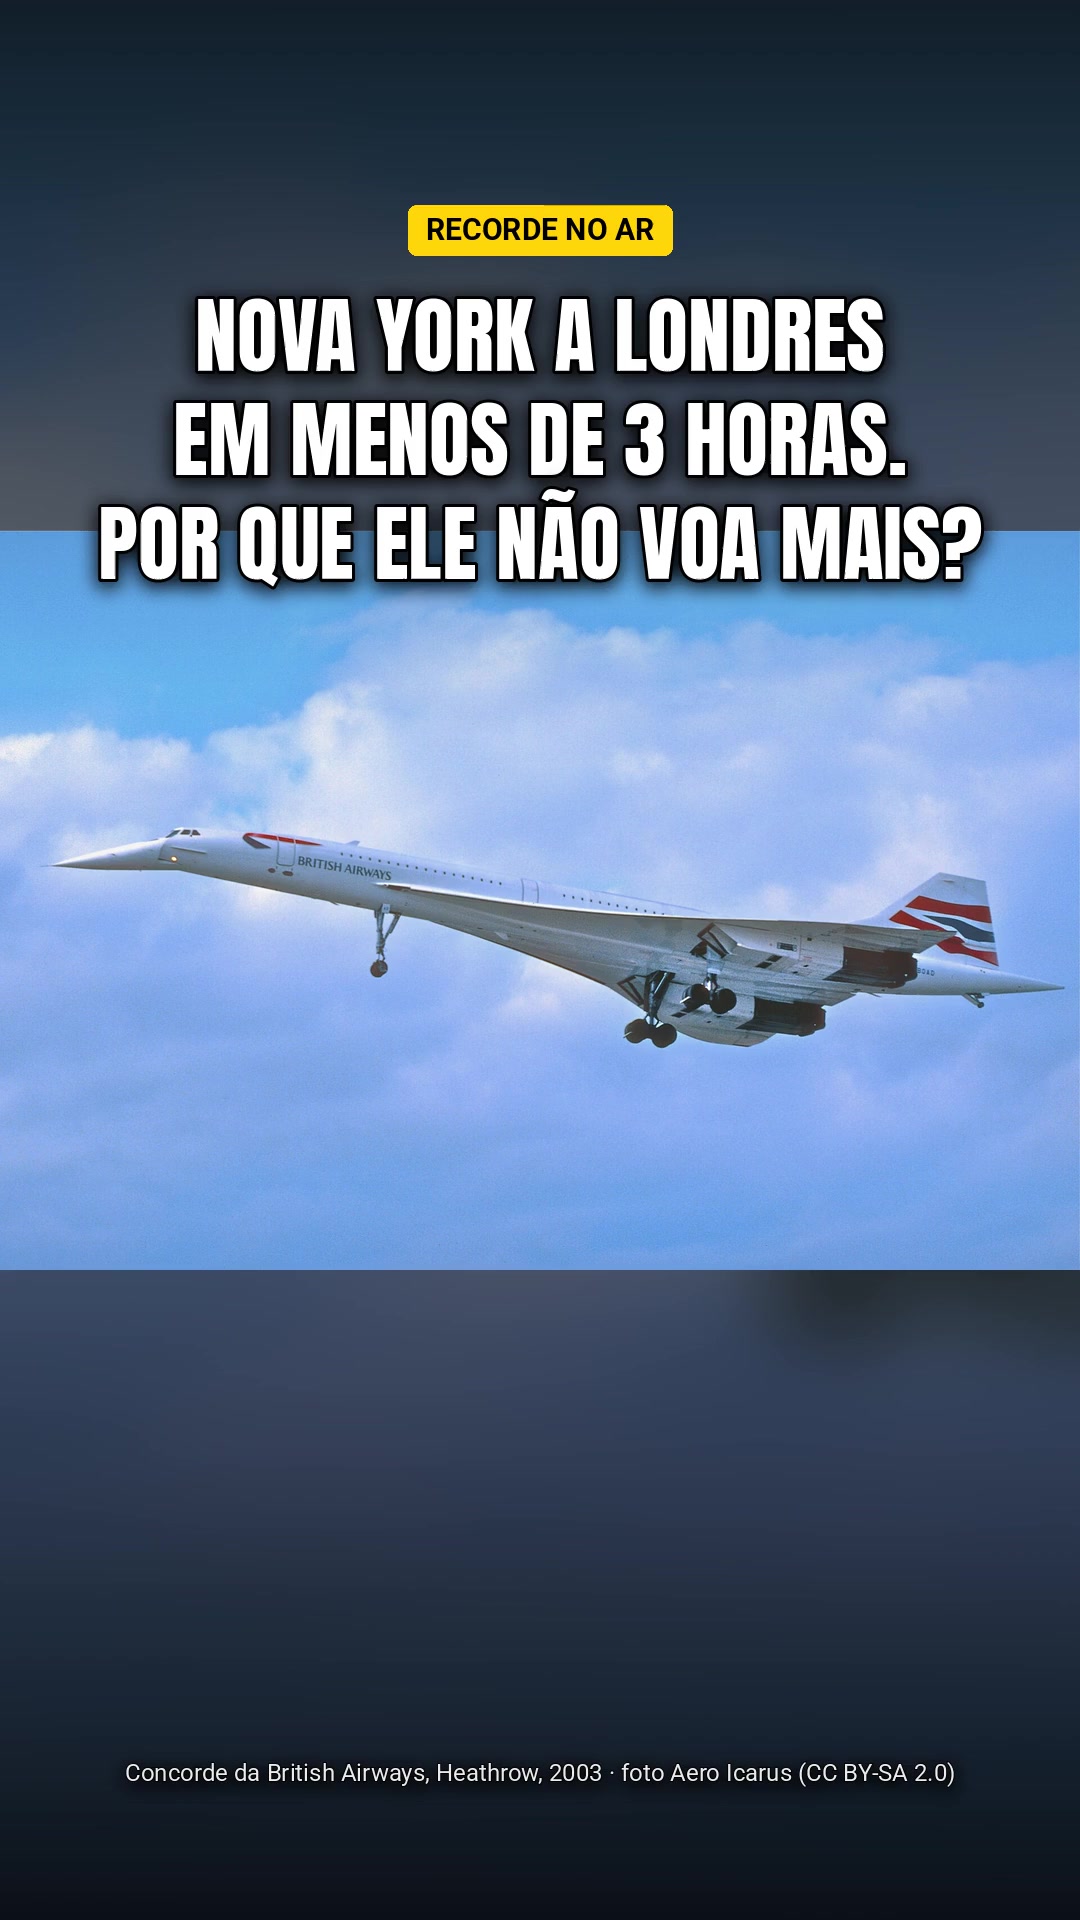 RECORDE NO AR
NOVA YORK A LONDRES
EM MENOS DE 3 HORAS.
POR QUE ELE NÃO VOA MAIS?
BRITISH AIRWAYS
Concorde da British Airways, Heathrow, 2003 · foto Aero Icarus (CC BY-SA 2.0)